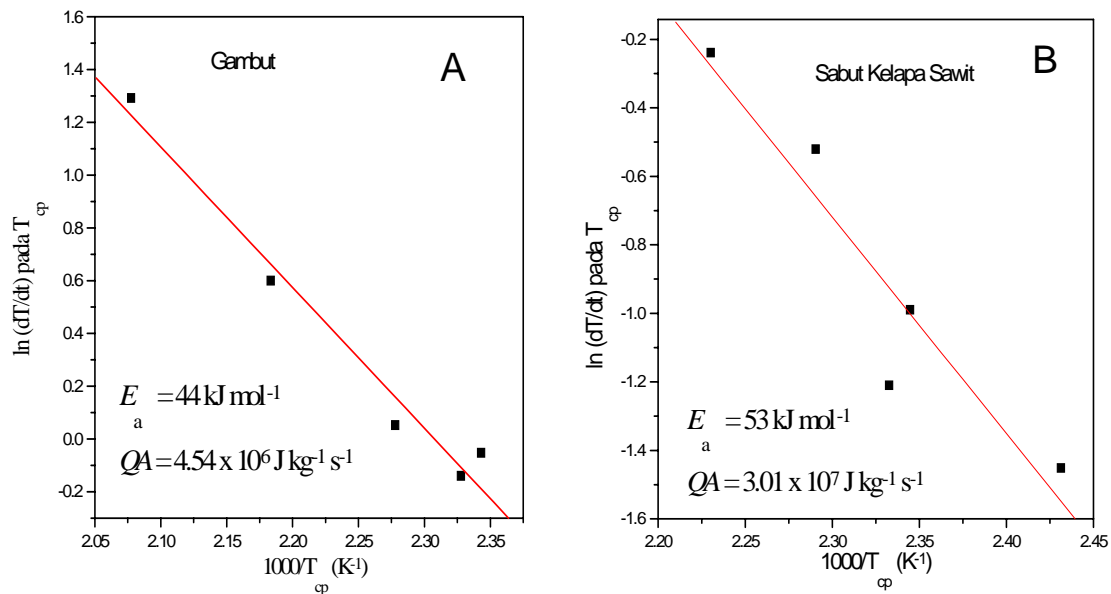 Gambut
A
1.6
1.4
1.2
1.0
0.8
0.6
0.4
0.2
0.0
-0.2
ln (dT/dt) pada T cp
E a = 44 kJ mol-1
QA = 4.54 x 106 J kg-1 s-1
2.05 2.10 2.15 2.20 2.25 2.30 2.35
1000/T cp (K-1)
Sabut Kelapa Sawit
B
-0.2
-0.4
-0.6
-0.8
-1.0
-1.2
-1.4
-1.6
ln (dT/dt) pada T cp
E a = 53 kJ mol-1
QA = 3.01 x 107 J kg-1 s-1
2.20 2.25 2.30 2.35 2.40 2.45
1000/T cp (K-1)